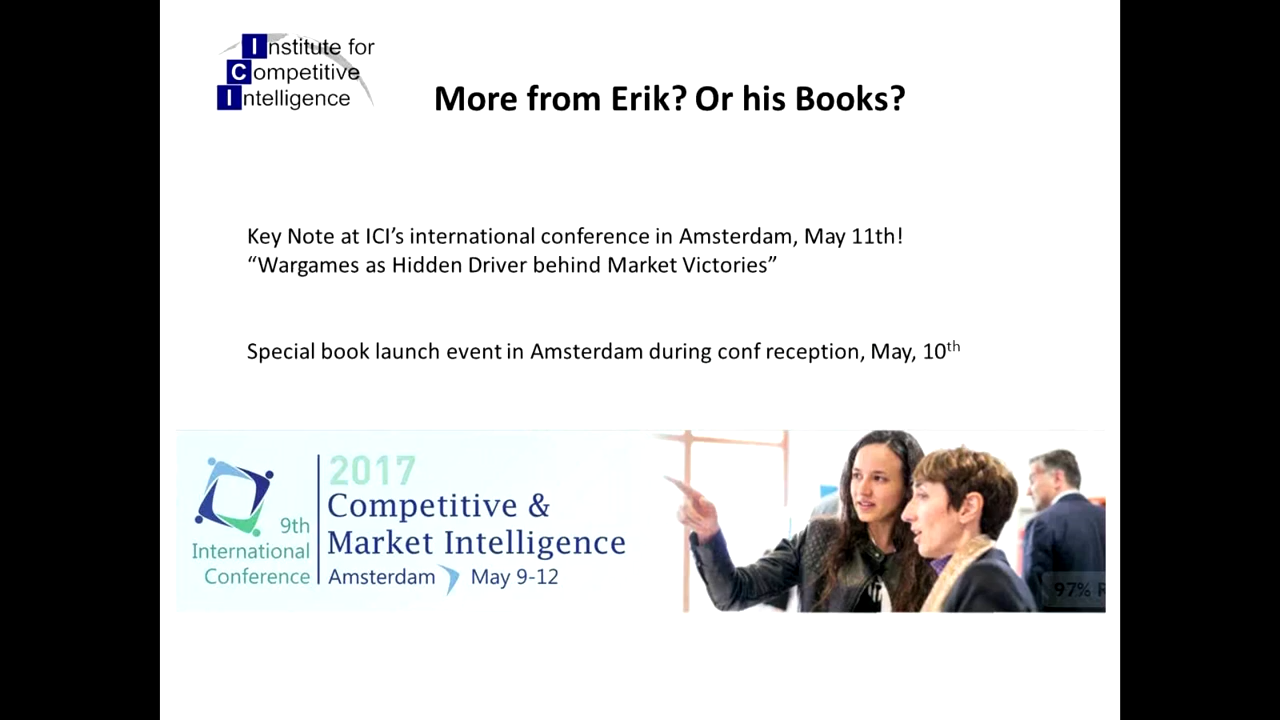 Institute for
Competitive
Intelligence
More from Erik? Or his Books?
Key Note at ICI’s international conference in Amsterdam, May 11th!
“Wargames as Hidden Driver behind Market Victories”
Special book launch event in Amsterdam during conf reception, May, 10th
2017
Competitive &
Market Intelligence
9th
International
Conference
Amsterdam May 9-12
97%